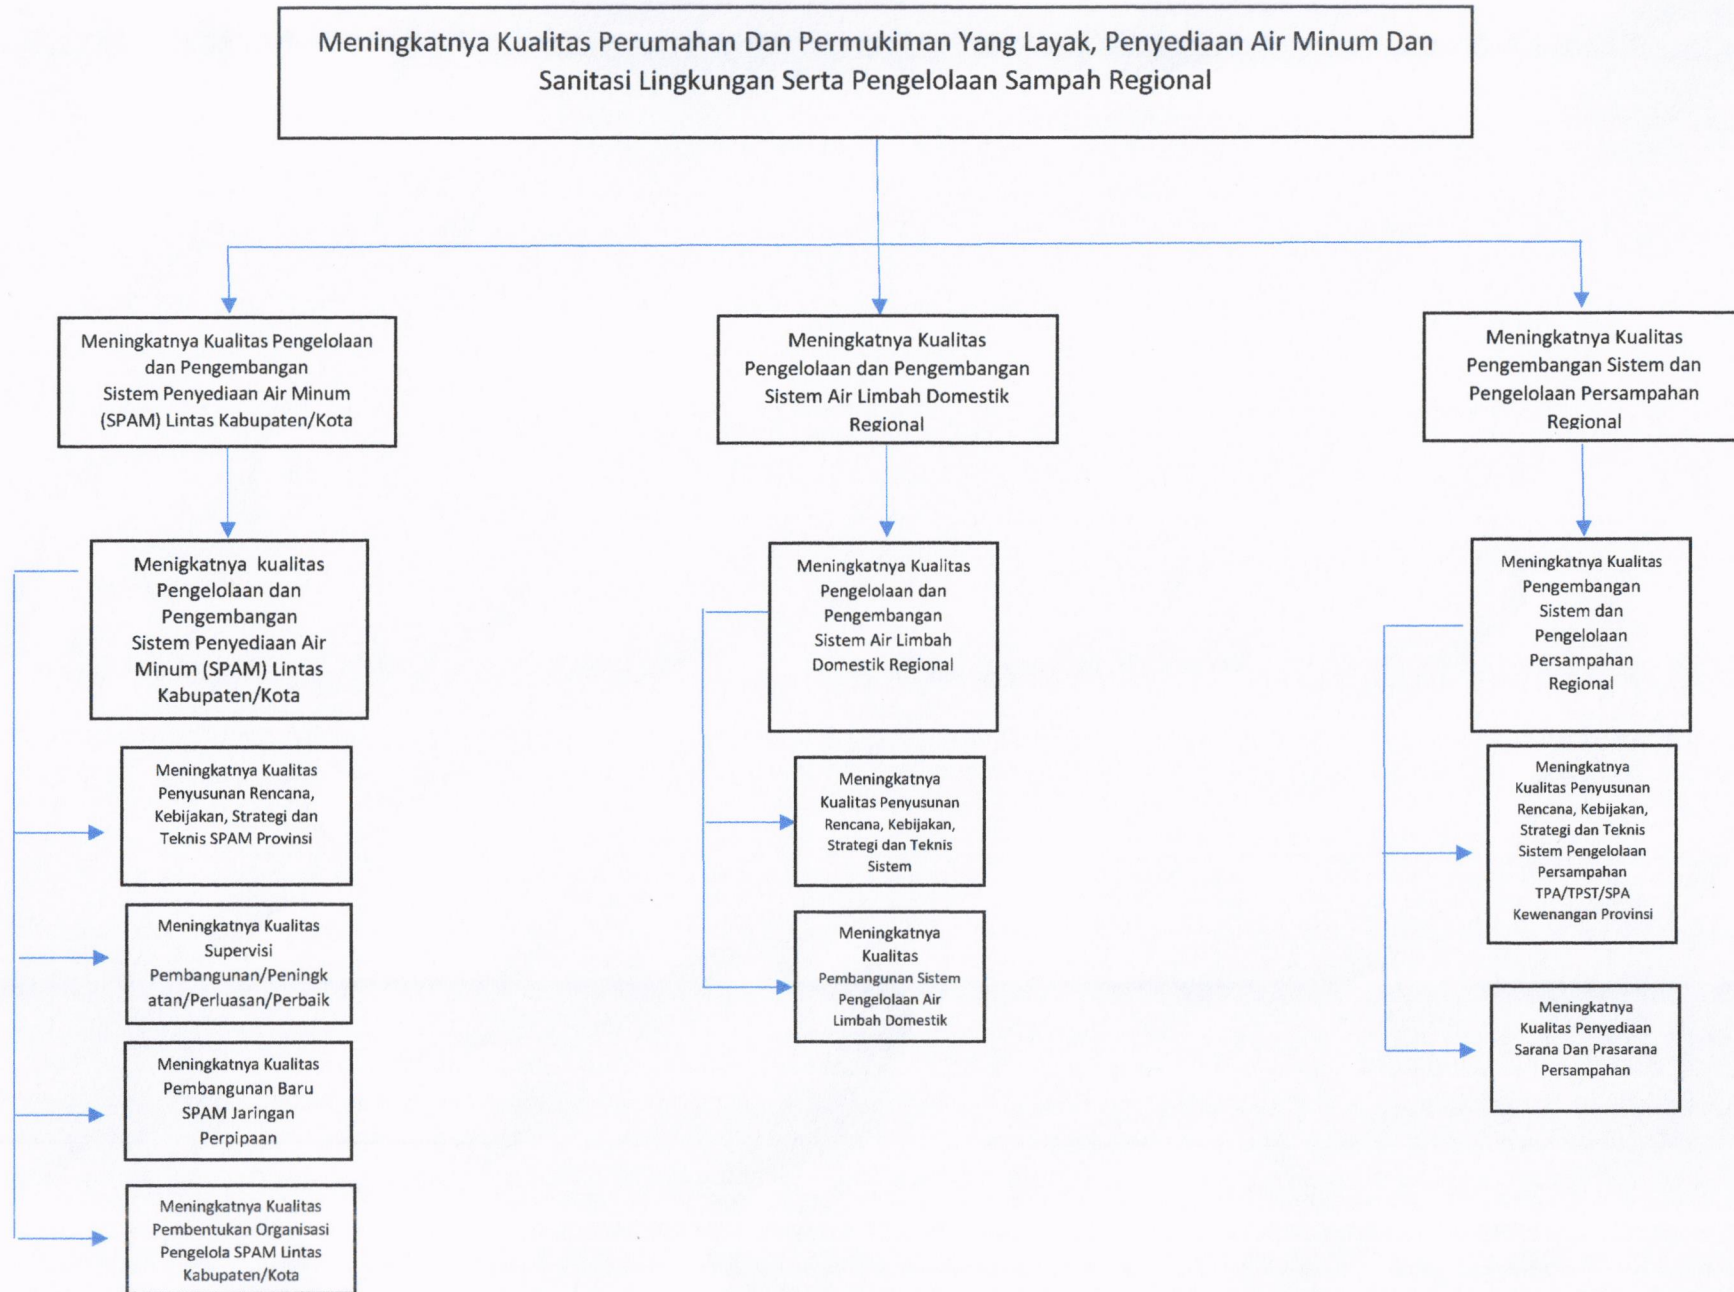 Meningkatnya Kualitas Perumahan Dan Permukiman Yang Layak, Penyediaan Air Minum Dan
Sanitasi Lingkungan Serta Pengelolaan Sampah Regional
Meningkatnya Kualitas Pengelolaan
dan Pengembangan
Sistem Penyediaan Air Minum
(SPAM) Lintas Kabupaten/Kota
Meningkatnya Kualitas
Pengelolaan dan Pengembangan
Sistem Air Limbah Domestik
Regional
Meningkatnya Kualitas
Pengembangan Sistem dan
Pengelolaan Persampahan
Regional
Menigkatnya kualitas
Pengelolaan dan
Pengembangan
Sistem Penyediaan Air
Minum (SPAM) Lintas
Kabupaten/Kota
Meningkatnya Kualitas
Pengelolaan dan
Pengembangan
Sistem Air Limbah
Domestik Regional
Meningkatnya Kualitas
Pengembangan
Sistem dan
Pengelolaan
Persampahan
Regional
Meningkatnya Kualitas
Penyusunan Rencana,
Kebijakan, Strategi dan
Teknis SPAM Provinsi
Meningkatnya
Kualitas Penyusunan
Rencana, Kebijakan,
Strategi dan Teknis
Sistem
Meningkatnya
Kualitas Penyusunan
Rencana, Kebijakan,
Strategi dan Teknis
Sistem Pengelolaan
Persampahan
TPA/TPST/SPA
Kewenangan Provinsi
Meningkatnya Kualitas
Supervisi
Pembangunan/Peningk
atan/Perluasan/Perbaik
Meningkatnya
Kualitas
Pembangunan Sistem
Pengelolaan Air
Limbah Domestik
Meningkatnya
Kualitas Penyediaan
Sarana Dan Prasarana
Persampahan
Meningkatnya Kualitas
Pembangunan Baru
SPAM Jaringan
Perpipaan
Meningkatnya Kualitas
Pembentukan Organisasi
Pengelola SPAM Lintas
Kabupaten/Kota